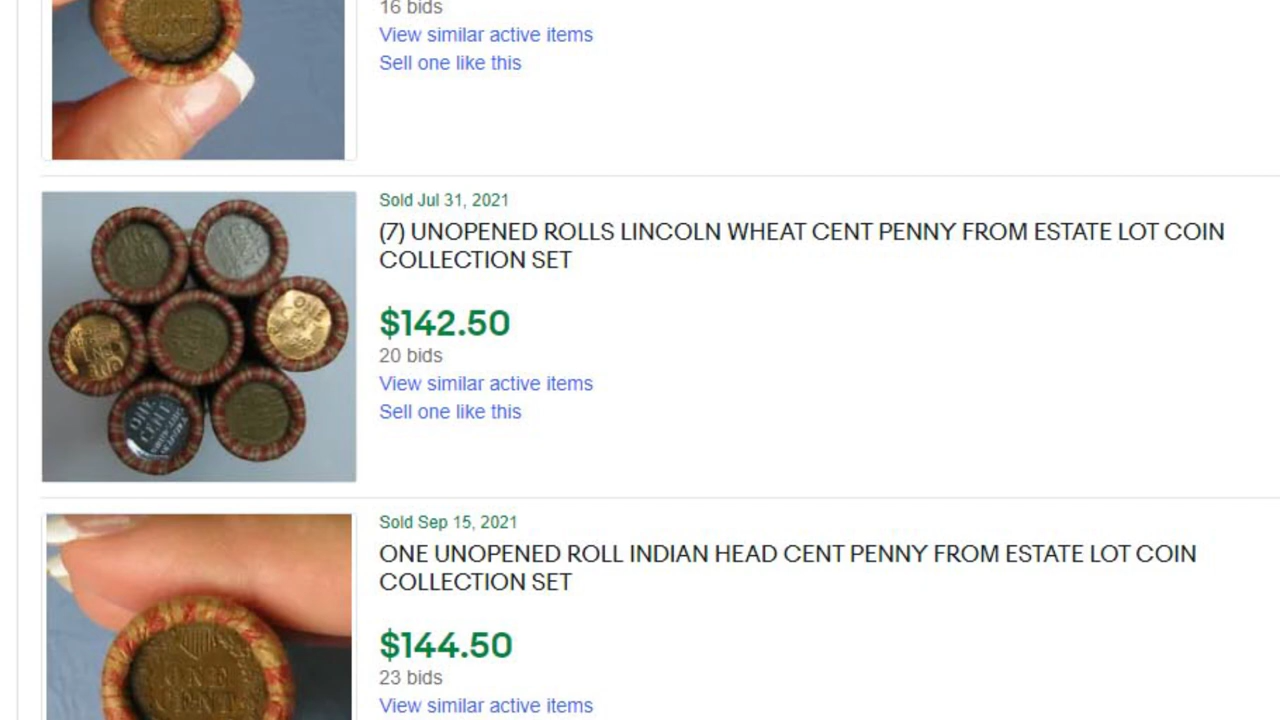 16 bids
View similar active items
Sell one like this
Sold Jul 31, 2021
(7) UNOPENED ROLLS LINCOLN WHEAT CENT PENNY FROM ESTATE LOT COIN
COLLECTION SET
$142.50
20 bids
View similar active items
Sell one like this
Sold Sep 15, 2021
ONE UNOPENED ROLL INDIAN HEAD CENT PENNY FROM ESTATE LOT COIN
COLLECTION SET
$144.50
23 bids
View similar active items
ONE
CENT